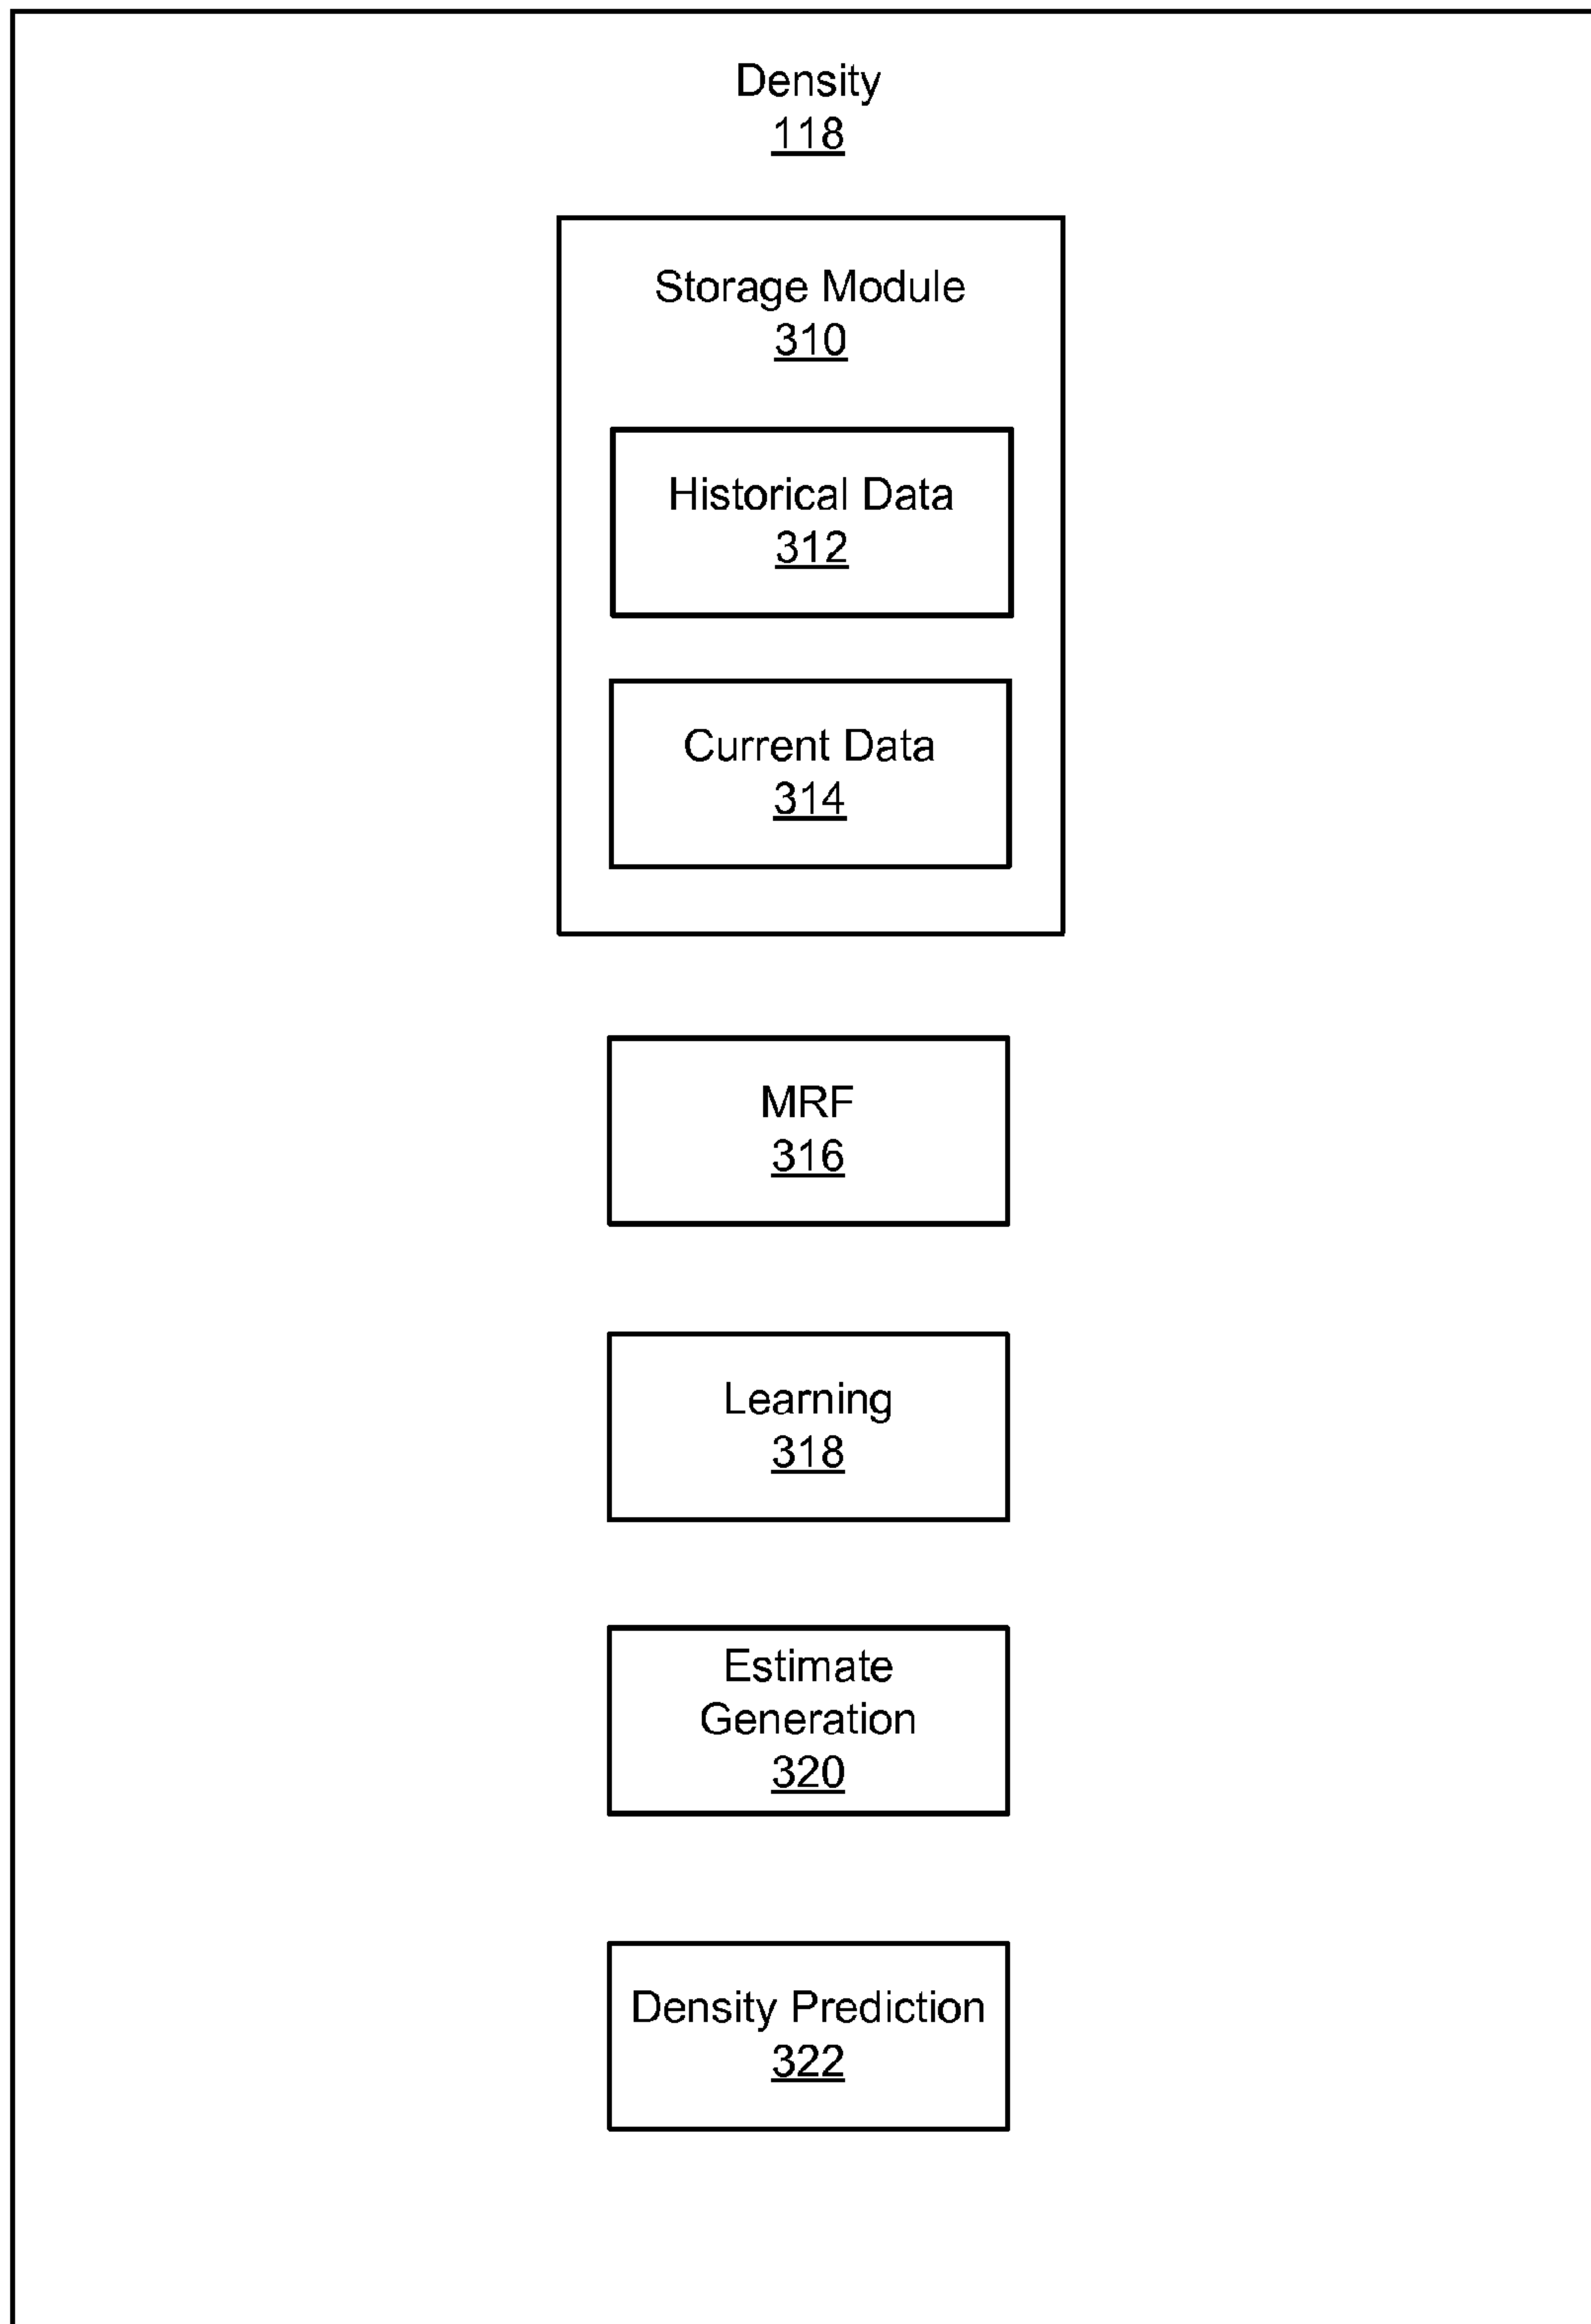 Density
118
Storage Module
310
Historical Data
312
Current Data
314
MRF
316
Learning
318
Estimate
Generation
320
Density Prediction
322